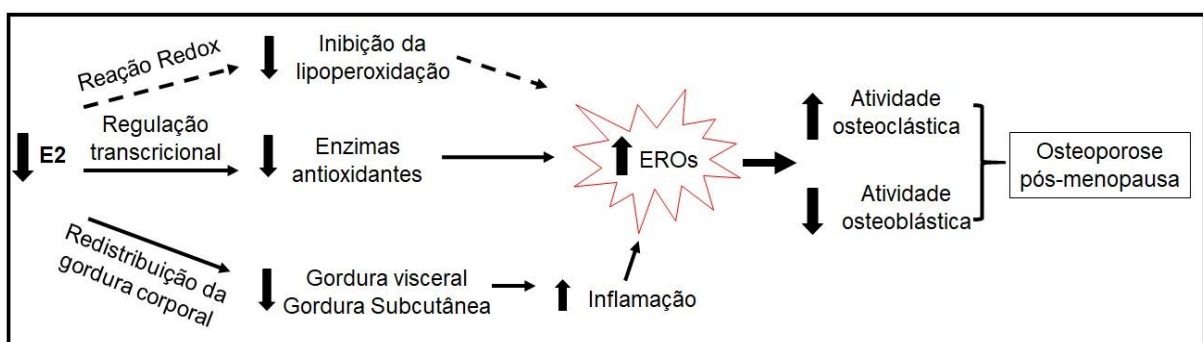 Reação Redox
Inibição da
lipoperoxidação
E2
Regulação
transcricional
Enzimas
antioxidantes
Redistribuição da
gordura corporal
Gordura visceral
Gordura Subcutânea
Inflamação
EROs
Atividade
osteoclástica
Atividade
osteoblástica
Osteoporose
pós-menopausa